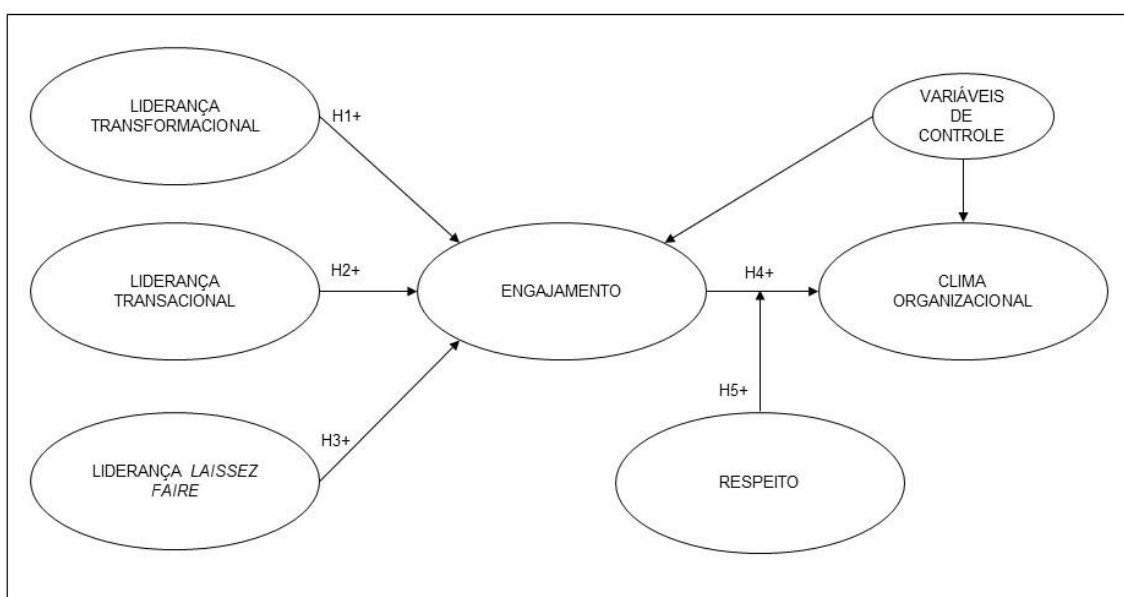 LIDERANÇA
TRANSFORMACIONAL
H1+
VARIÁVEIS
DE
CONTROLE
LIDERANÇA
TRANSACIONAL
H2+
ENGAJAMENTO
H4+
CLIMA
ORGANIZACIONAL
H5+
LIDERANÇA LAISSEZ
FAIRE
H3+
RESPEITO